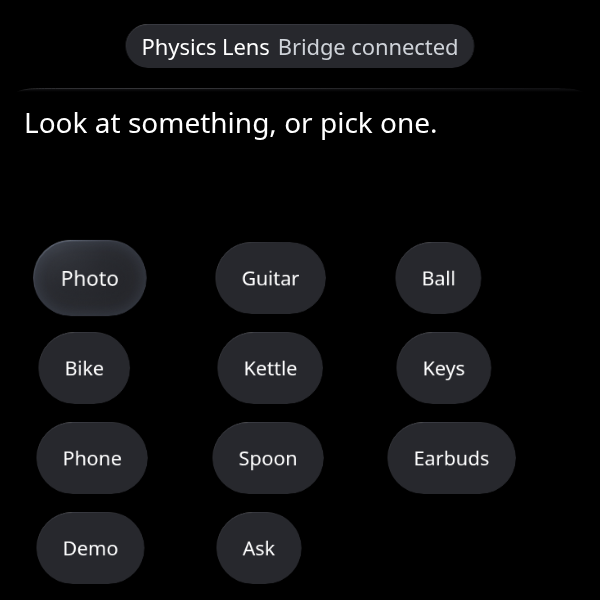 Physics Lens Bridge connected
Look at something, or pick one.
Photo Guitar Ball
Bike Kettle Keys
Phone Spoon Earbuds
Demo Ask